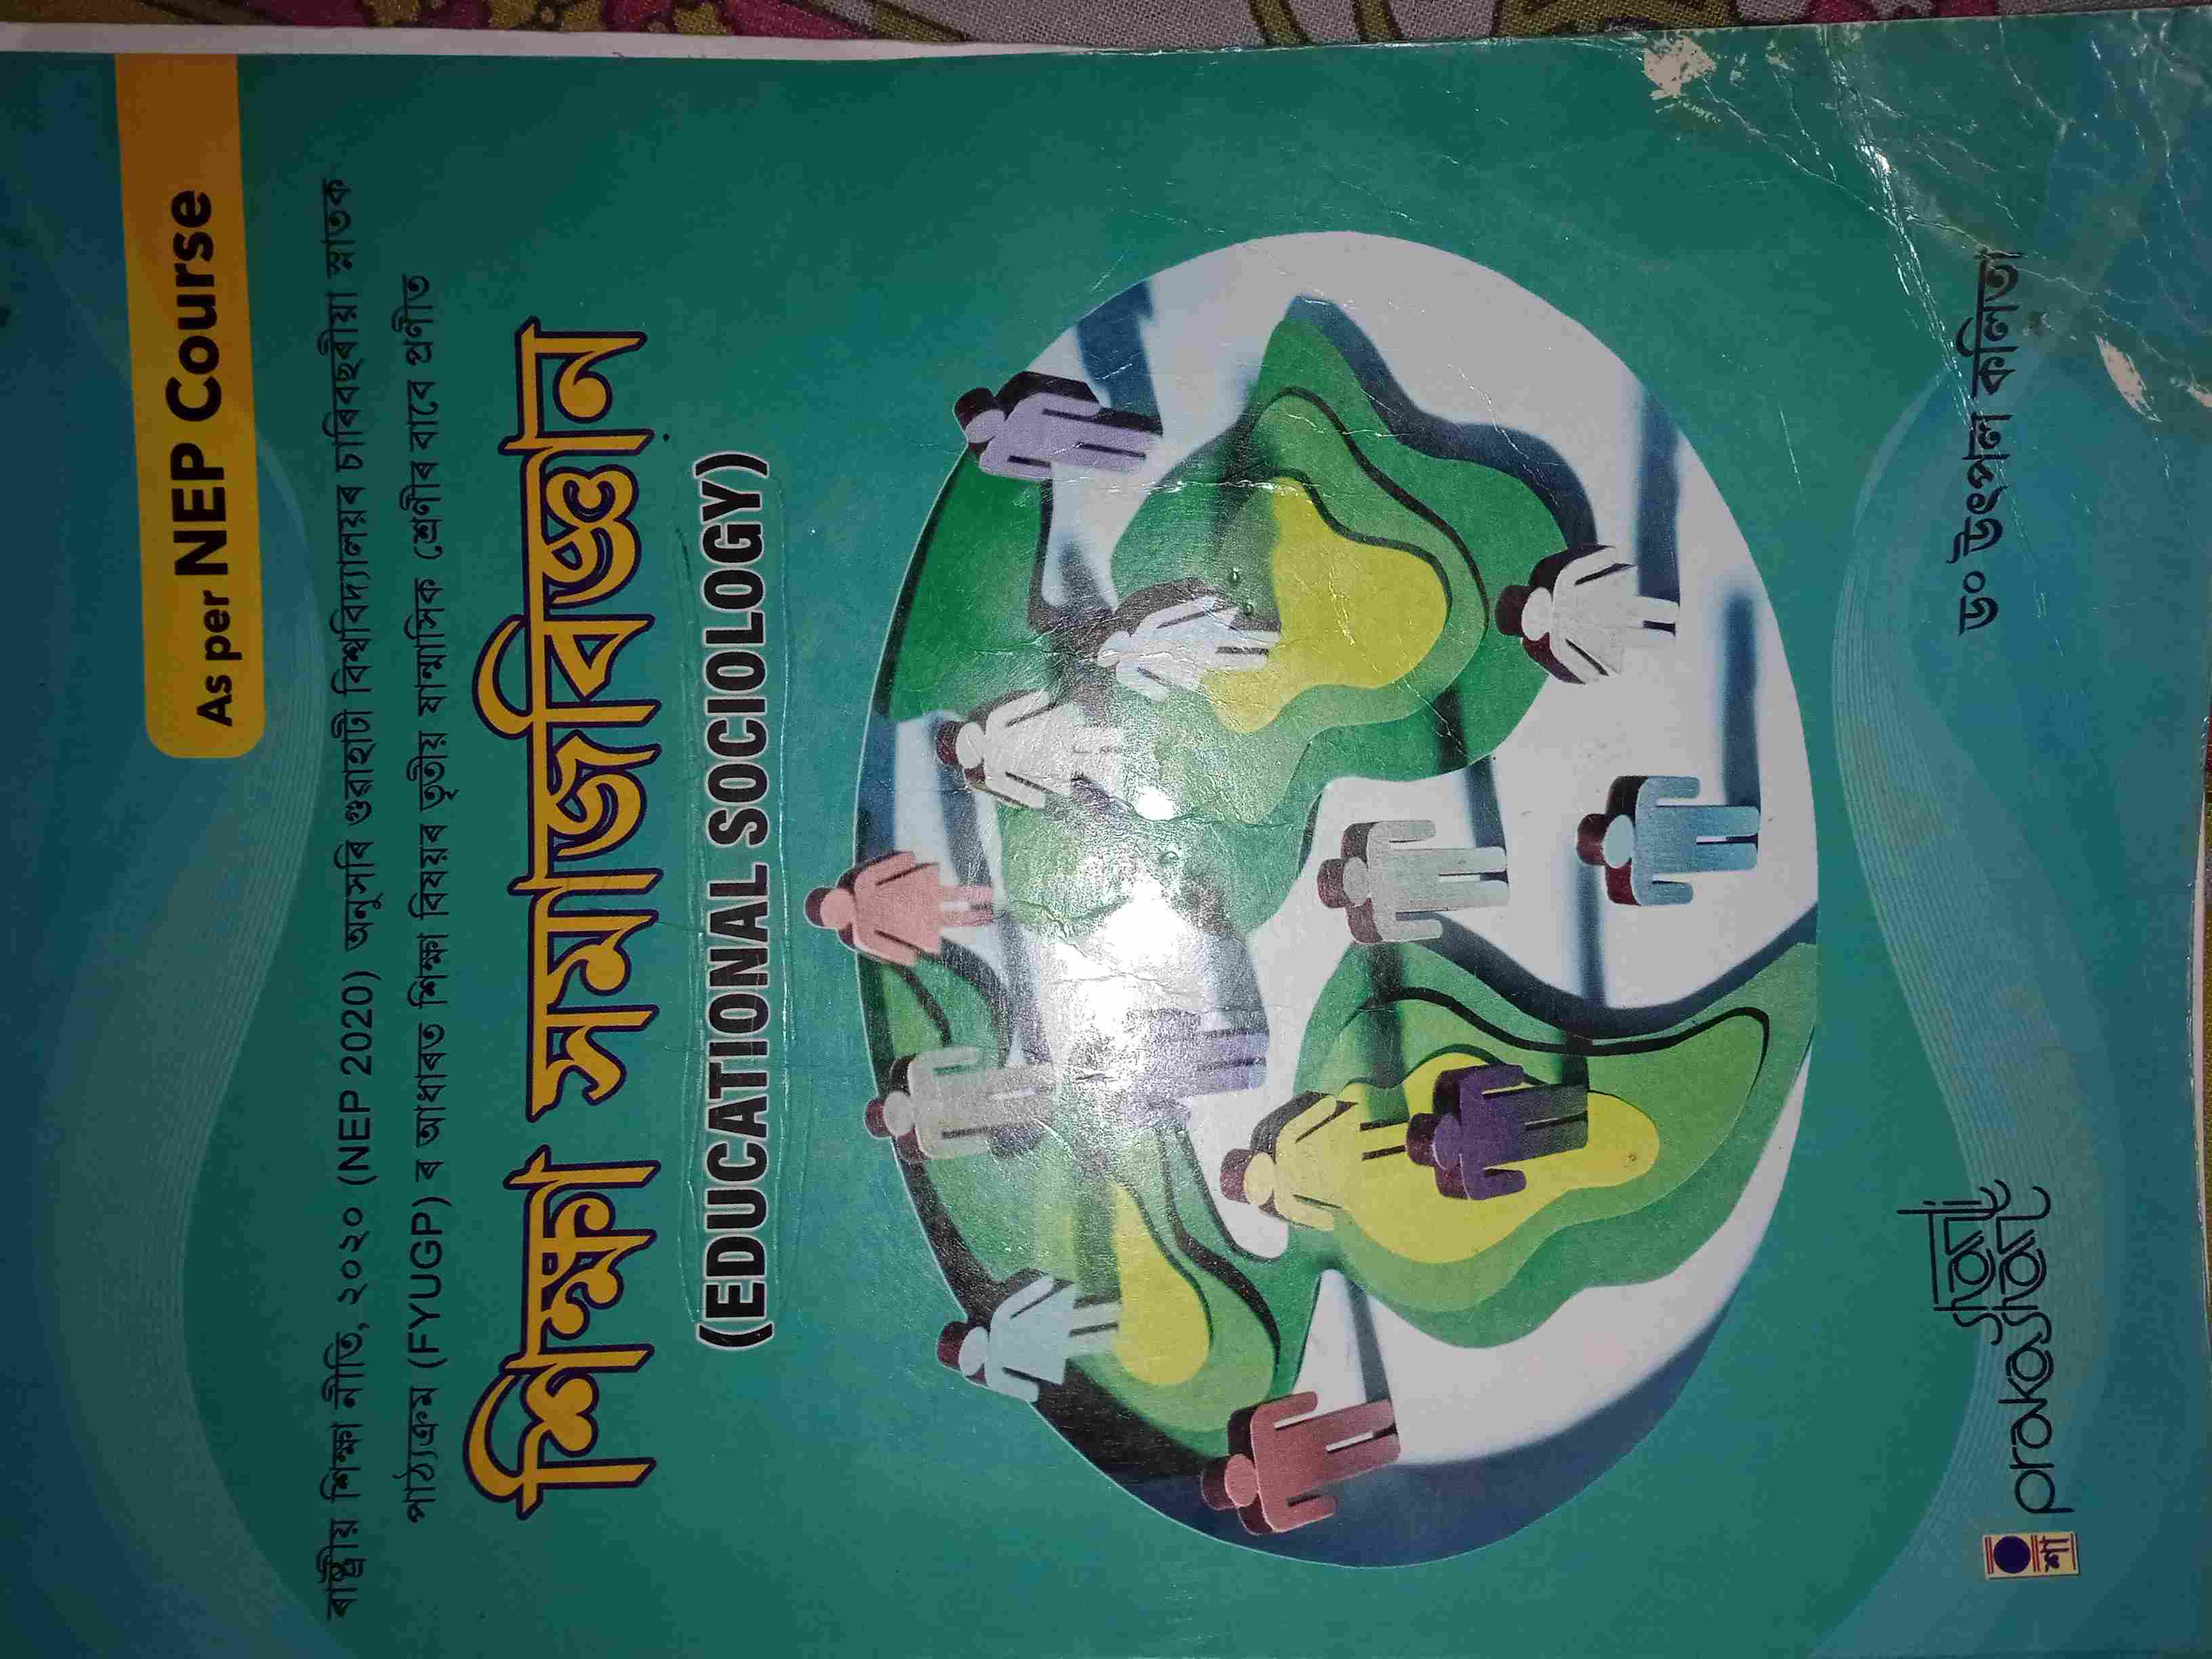 As per NEP Course
ৰাষ্ট্ৰীয় শিক্ষা নীতি, ২০২০ (NEP 2020) অনুসৰি গুৱাহাটী বিশ্ববিদ্যালয়ৰ চাৰিবছৰীয়া স্নাতক
পাঠ্যক্ৰম (FYUGP) ৰ আধাৰত শিক্ষা বিষয়ৰ তৃতীয় ষান্মাসিক শ্ৰেণীৰ বাবে প্ৰণীত
শিক্ষা সমাজবিজ্ঞান
(EDUCATIONAL SOCIOLOGY)
shanti
prakashan
ড০ উৎপল কলিতা